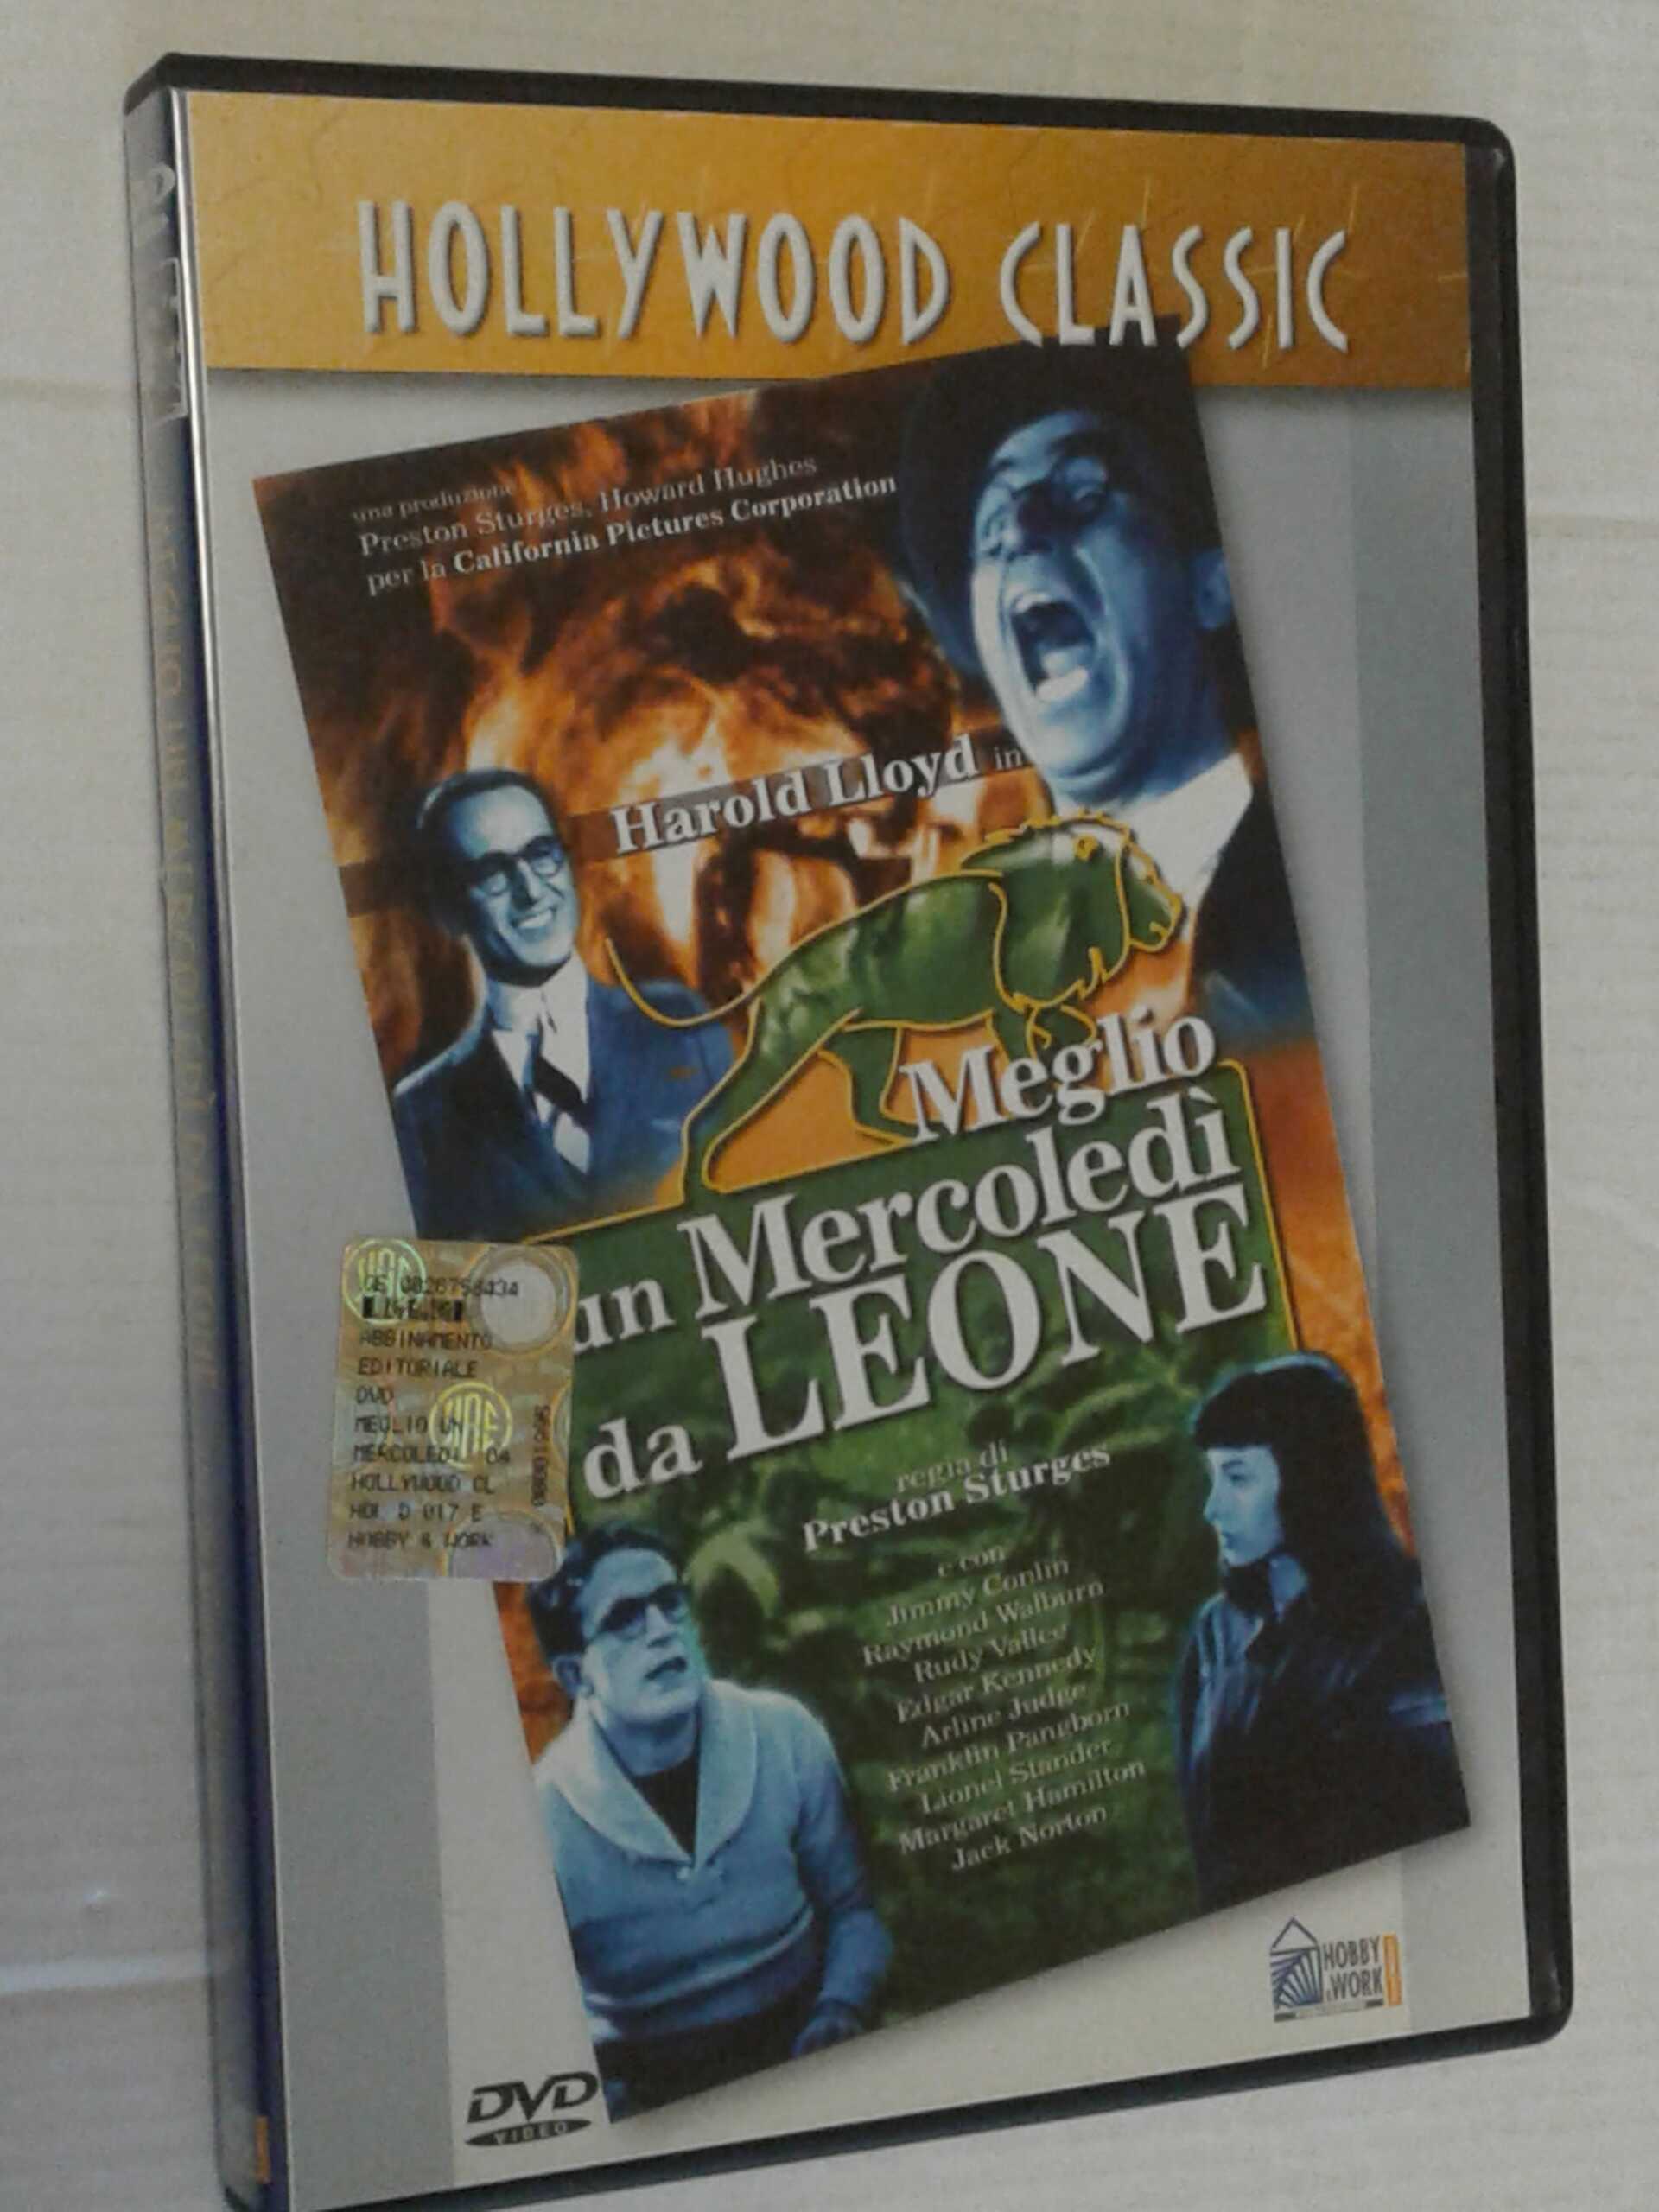 HOLLYWOOD CLASSIC
una produzione
Preston Sturges, Howard Hughes
per la California Pictures Corporation
Harold Lloyd in
Meglio
un Mercoledì
da LEONE
regia di
Preston Sturges
e con
Jimmy Conlin
Raymond Walburn
Rudy Vallee
Edgar Kennedy
Arline Judge
Franklin Pangborn
Lionel Stander
Margaret Hamilton
Jack Norton
ABBINAMENTO
EDITORIALE
DVD
MEGLIO UN
MERCOLEDI
HOLLYWOOD CL
HOL D 017 E
HOBBY & WORK
HOBBY
& WORK
DVD
VIDEO